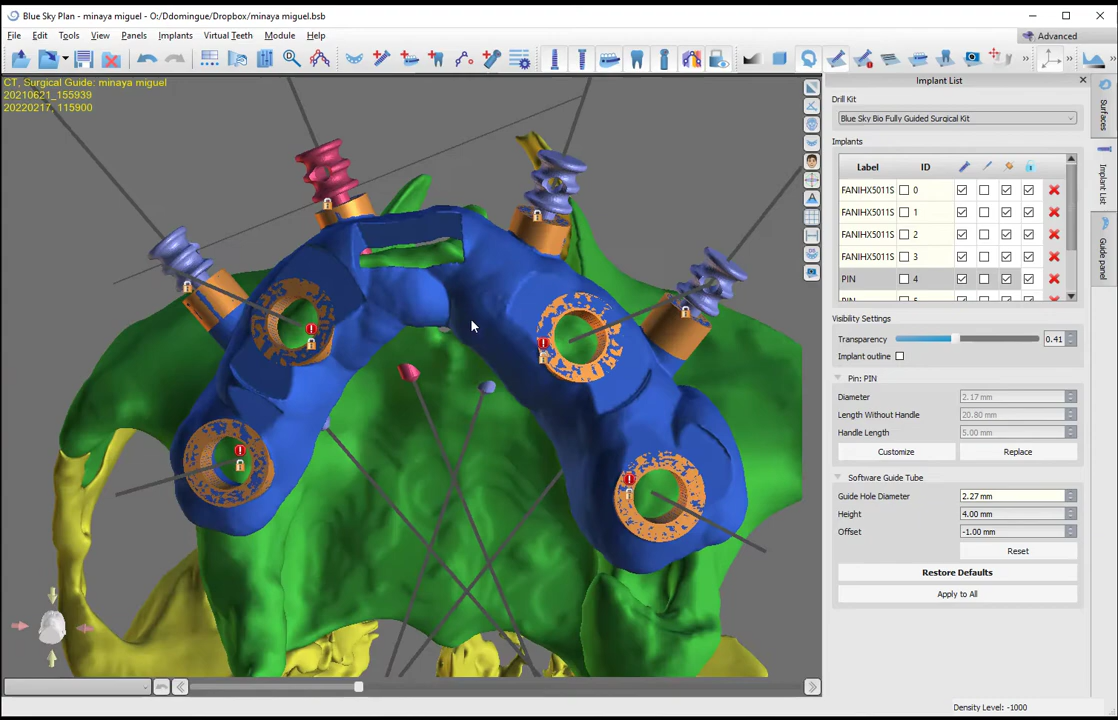 Blue Sky Plan - minaya miguel - O:/Ddomingue/Dropbox/minaya miguel.bsb
File Edit Tools View Panels Implants Virtual Teeth Module Help
Advanced
CT, Surgical Guide: minaya miguel
20210621_155939
20220217, 115900
Implant List
Drill Kit
Blue Sky Bio Fully Guided Surgical Kit
Implants
Label ID
FANIHX5011S 0
FANIHX5011S 1
FANIHX5011S 2
FANIHX5011S 3
PIN 4
Visibility Settings
Transparency 0.41
Implant outline
Pin: PIN
Diameter 2.17 mm
Length Without Handle 20.80 mm
Handle Length 5.00 mm
Customize Replace
Software Guide Tube
Guide Hole Diameter 2.27 mm
Height 4.00 mm
Offset -1.00 mm
Reset
Restore Defaults
Apply to All
Surfaces
Implant List
Guide panel
Density Level: -1000